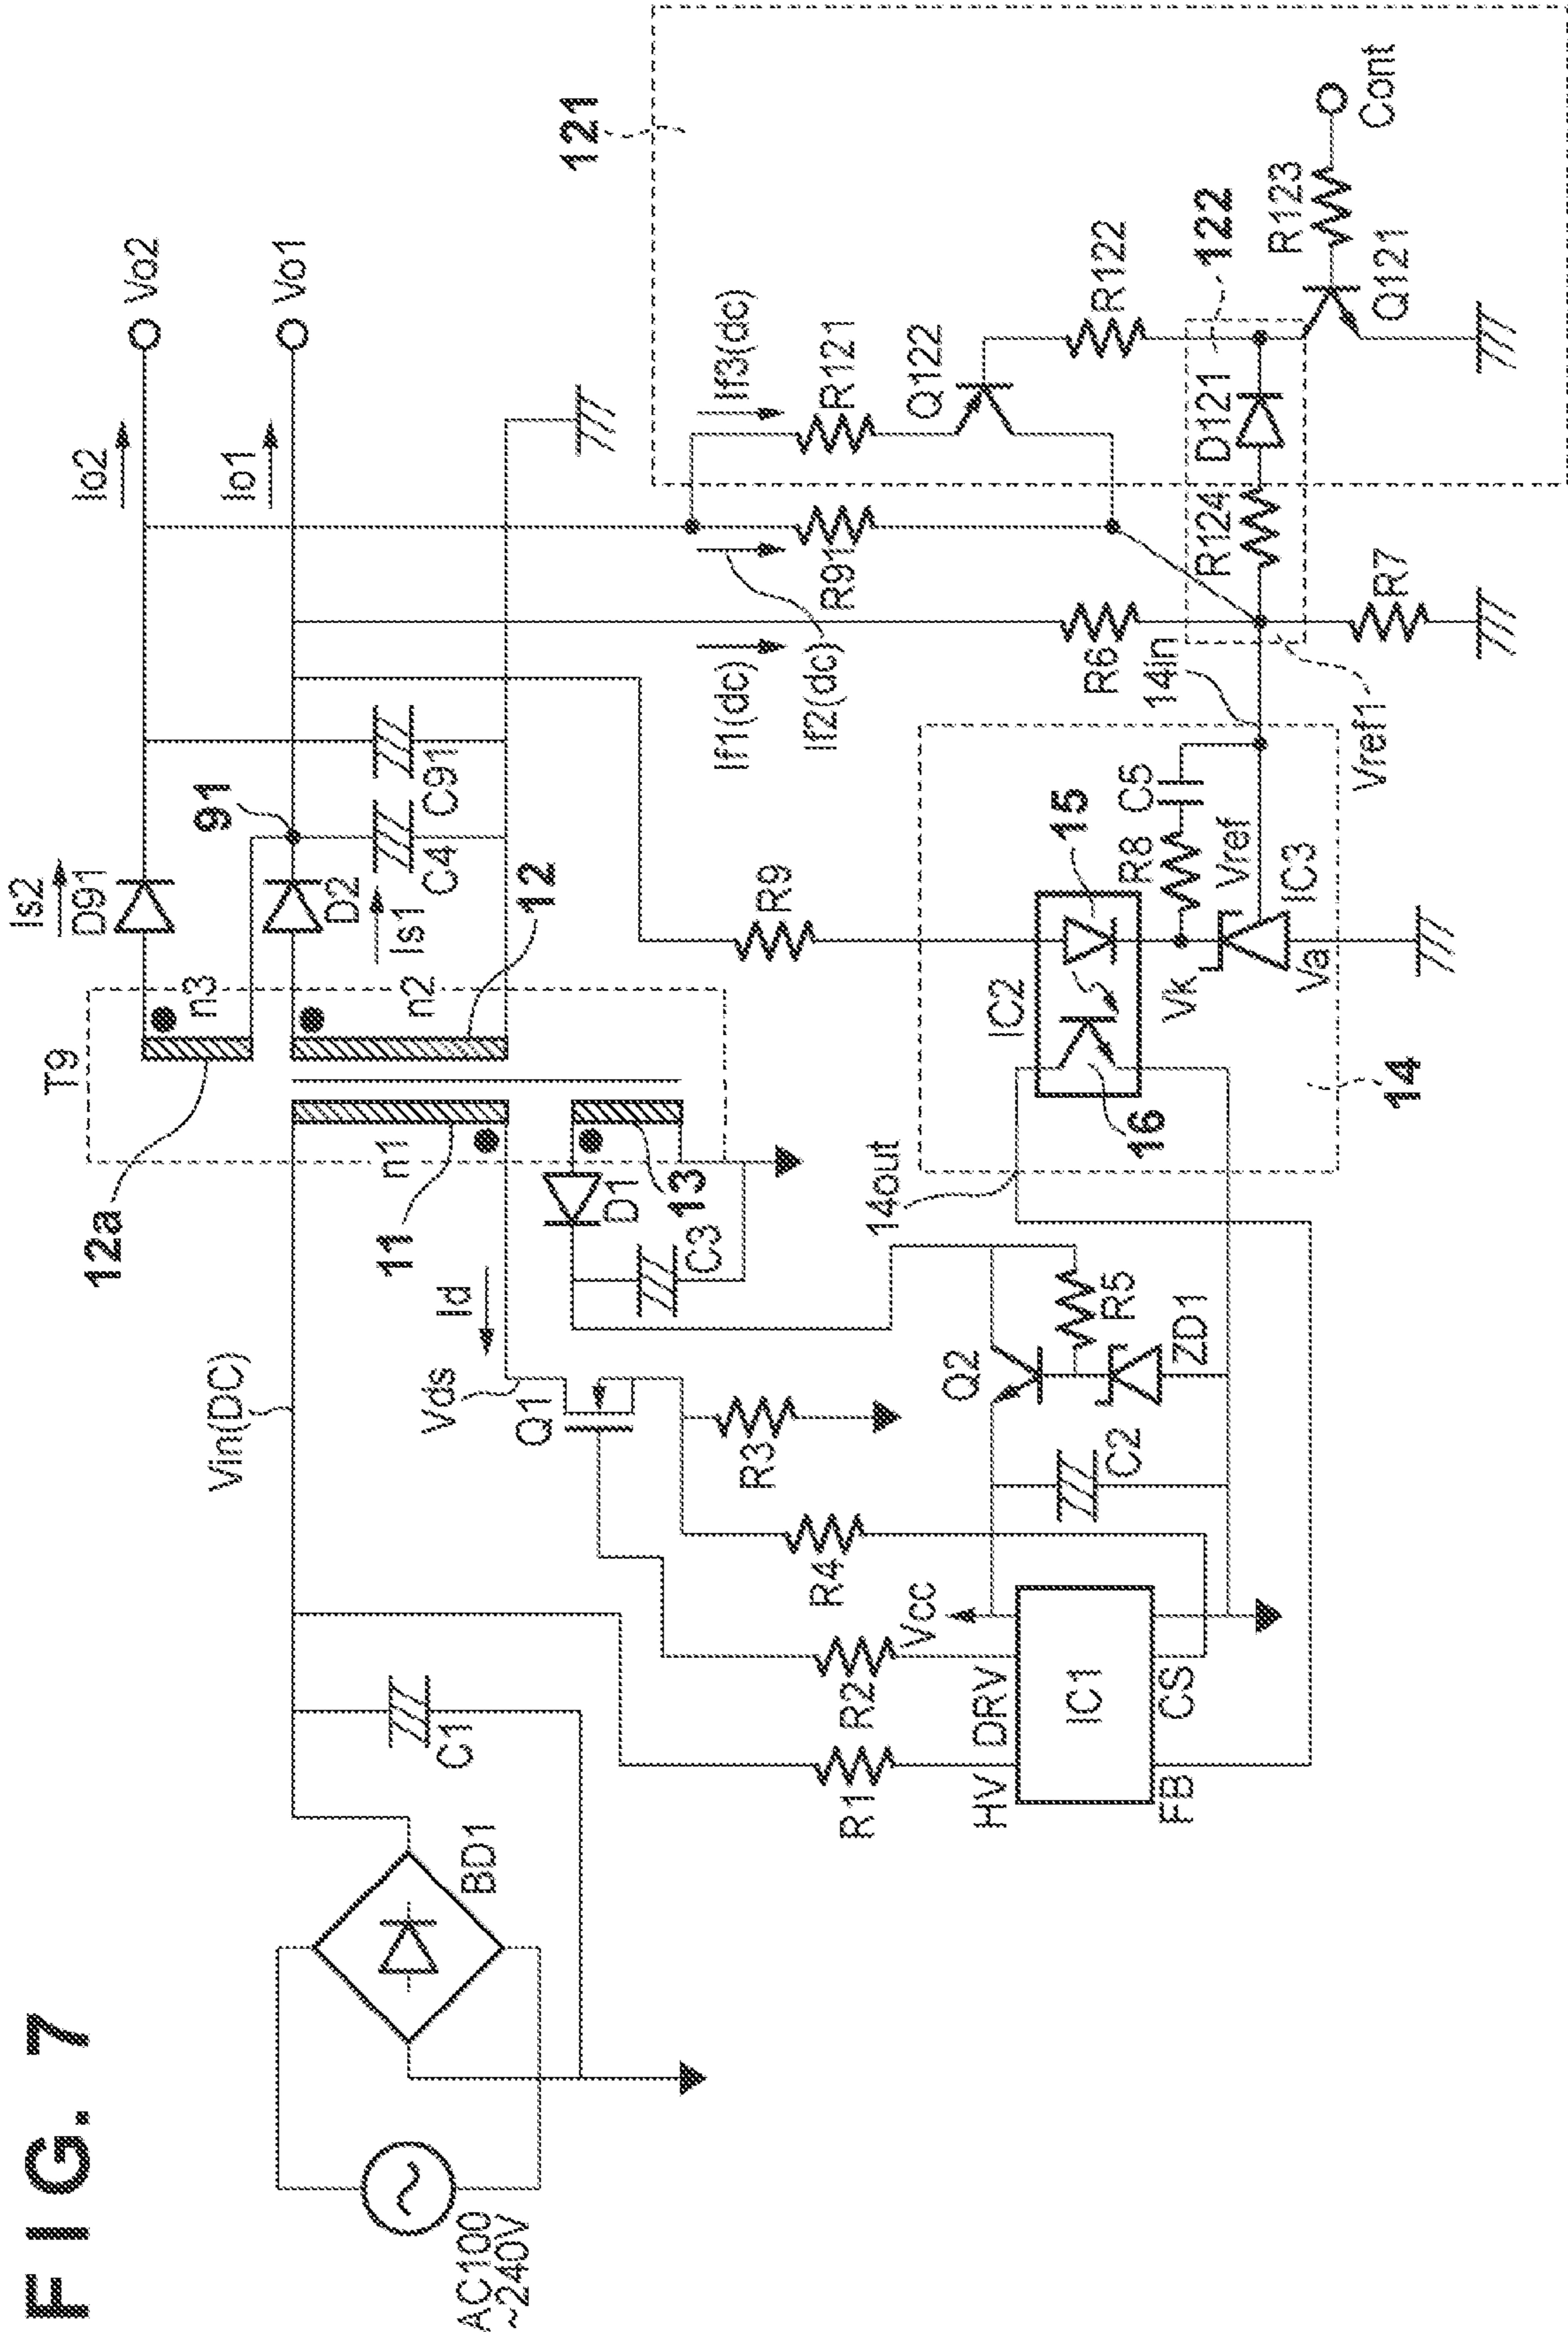 FIG. 7
AC100
~240V
BD1
C1
Vin(DC)
R1
R2
R4
R3
HV
DRV
Vcc
IC1
FB
CS
C2
Q2
R5
ZD1
Q1
Vds
Id
11
n1
12a
T9
D1
C3
13
14out
n3
n2
Is2
D91
D2
Is1
12
91
C4
C91
Io2
Io1
Vo2
Vo1
If1(dc)
If2(dc)
If3(dc)
R9
IC2
15
16
14
R8
C5
Vk
Vref
Va
IC3
14in
Vref1
R6
R7
R91
R121
Q122
R122
R124
D121
122
121
R123
Q121
Cont